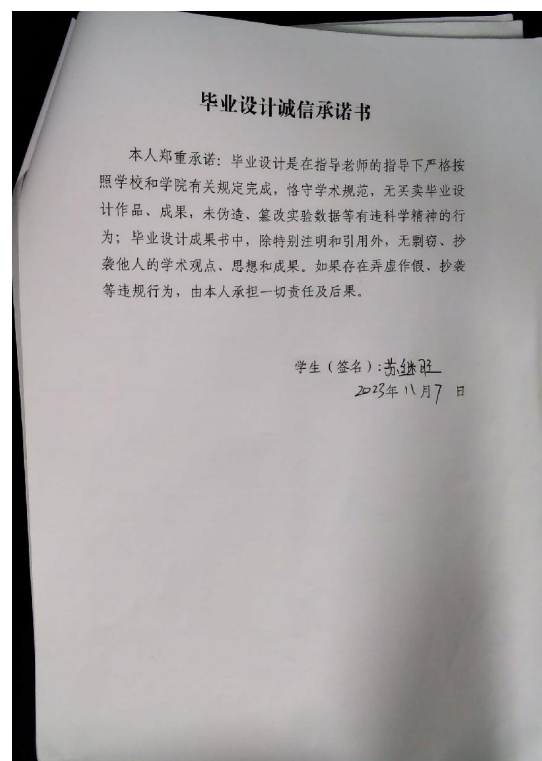 毕业设计诚信承诺书
本人郑重承诺：毕业设计是在指导老师的指导下严格按
照学校和学院有关规定完成，恪守学术规范，无买卖毕业设
计作品、成果，未伪造、篡改实验数据等有违科学精神的行
为；毕业设计成果书中，除特别注明和引用外，无剽窃、抄
袭他人的学术观点、思想和成果。如果存在弄虚作假、抄袭
等违规行为，由本人承担一切责任及后果。
学生（签名）：苏继
2023年11月7日